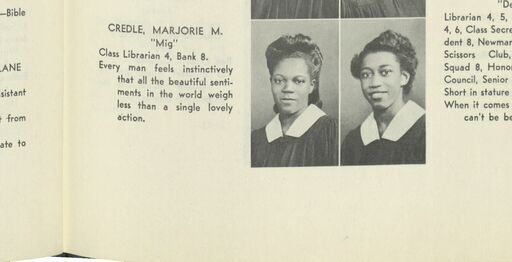 —Bible
LANE
sistant
t from
ate to
CREDLE, MARJORIE M.
"Mig"
Class Librarian 4, Bank 8.
Every man feels instinctively
that all the beautiful senti-
ments in the world weigh
less than a single lovely
action.
"De
Librarian 4, 5,
4, 6, Class Secre
dent 8, Newman
Scissors Club,
Squad 8, Hono
Council, Senior
Short in stature
When it comes
can't be be